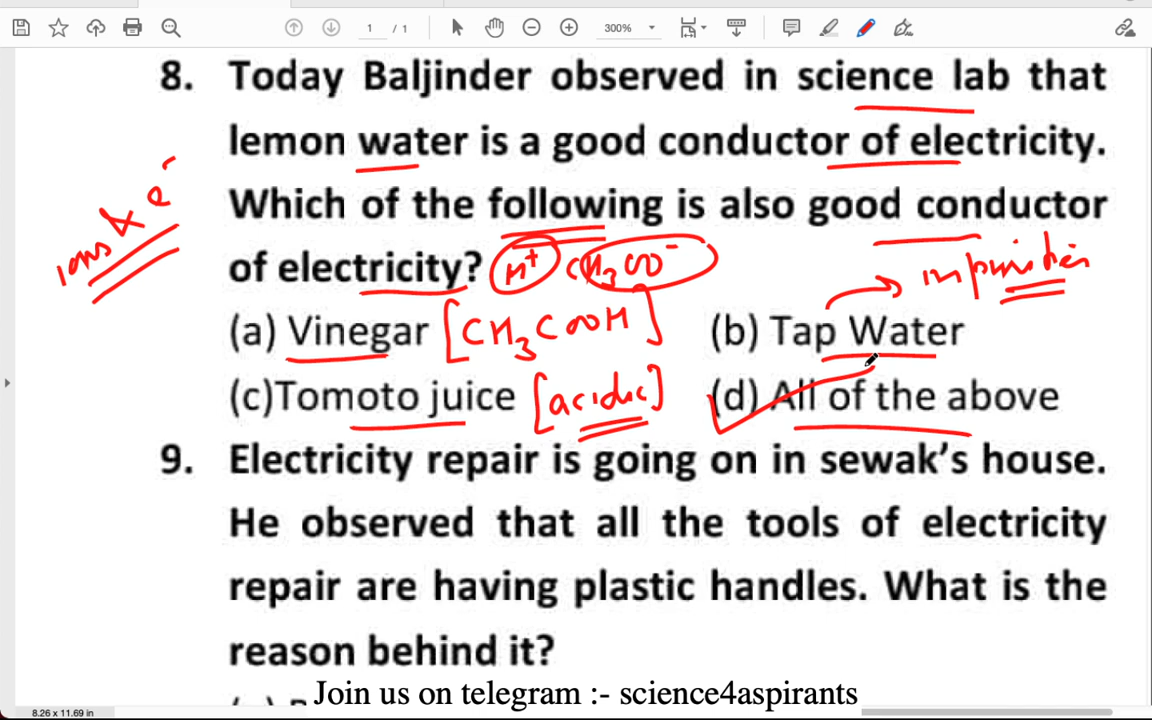 1 / 1
300%
8. Today Baljinder observed in science lab that
lemon water is a good conductor of electricity.
Which of the following is also good conductor
of electricity? H+ CH3COO-
ions & e-
impurities
(a) Vinegar [CH3COOH] (b) Tap Water
(c)Tomoto juice [acidic] (d) All of the above
9. Electricity repair is going on in sewak's house.
He observed that all the tools of electricity
repair are having plastic handles. What is the
reason behind it?
Join us on telegram :- science4aspirants
8.26 x 11.69 in